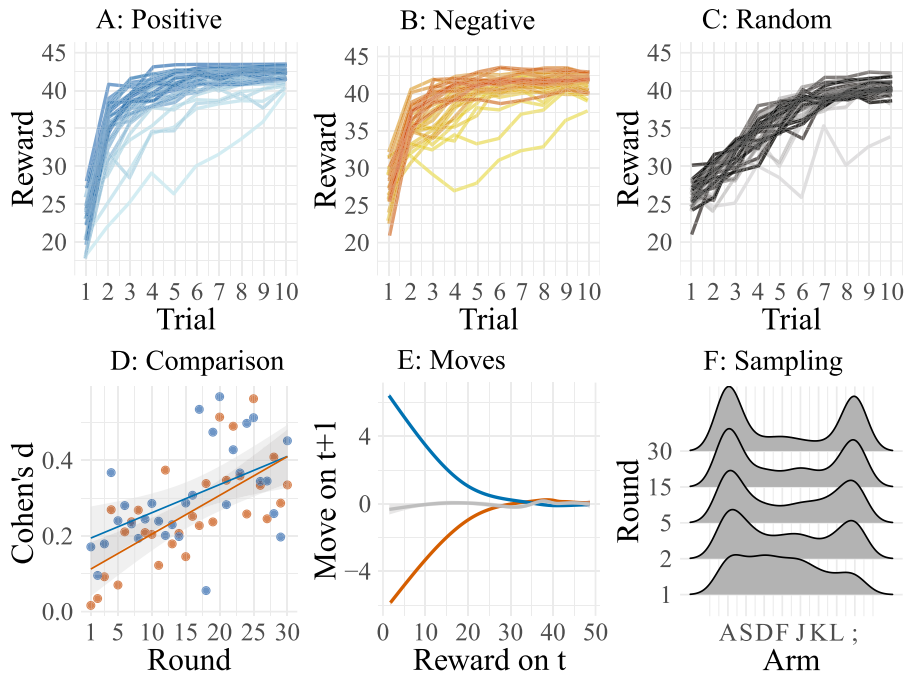 A: Positive
B: Negative
C: Random
Reward
45
40
35
30
25
20
1 2 3 4 5 6 7 8 9 10
Trial
Reward
45
40
35
30
25
20
1 2 3 4 5 6 7 8 9 10
Trial
Reward
45
40
35
30
25
20
1 2 3 4 5 6 7 8 9 10
Trial
D: Comparison
E: Moves
F: Sampling
Cohen's d
0.4
0.2
0.0
1 5 10 15 20 25 30
Round
Move on t+1
4
0
−4
0 10 20 30 40 50
Reward on t
Round
30
15
5
2
1
A S D F J K L ;
Arm